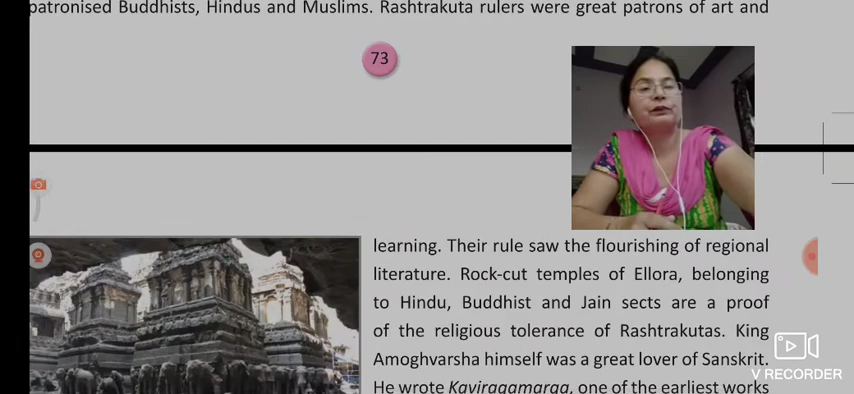 patronised Buddhists, Hindus and Muslims. Rashtrakuta rulers were great patrons of art and
73
learning. Their rule saw the flourishing of regional
literature. Rock-cut temples of Ellora, belonging
to Hindu, Buddhist and Jain sects are a proof
of the religious tolerance of Rashtrakutas. King
Amoghvarsha himself was a great lover of Sanskrit.
He wrote Kaviragamarga, one of the earliest works
V RECORDER